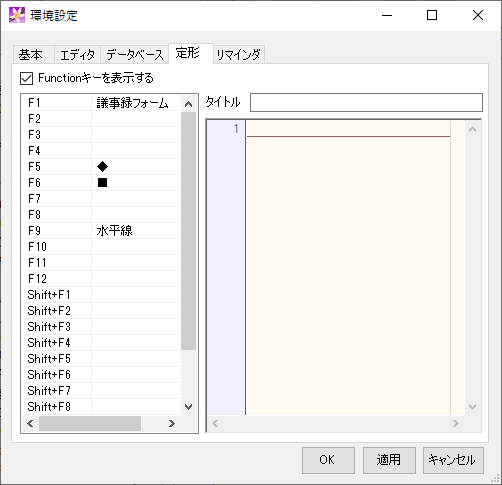 環境設定
基本 エディタ データベース 定形 リマインダ
Functionキーを表示する
タイトル
F1 議事録フォーム
F2
F3
F4
F5 ◆
F6 ■
F7
F8
F9 水平線
F10
F11
F12
Shift+F1
Shift+F2
Shift+F3
Shift+F4
Shift+F5
Shift+F6
Shift+F7
Shift+F8
1
OK 適用 キャンセル